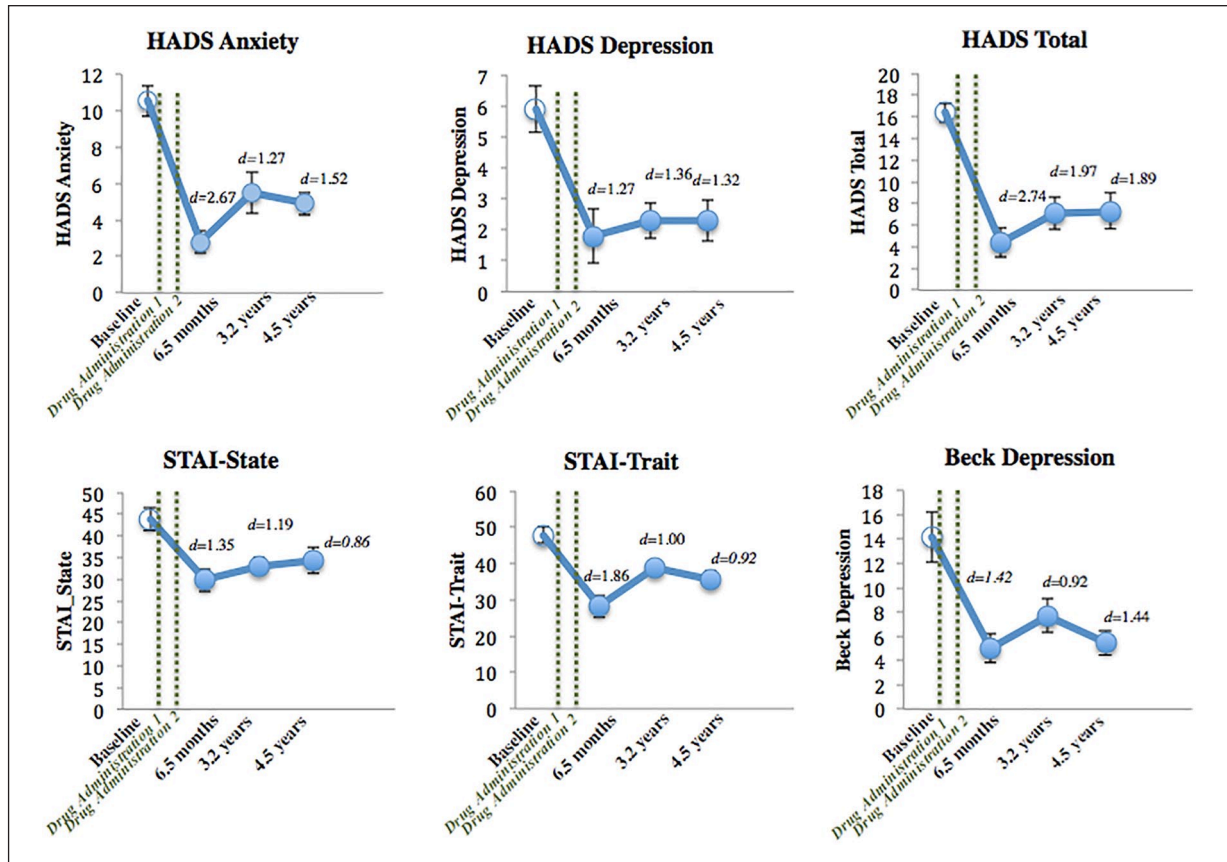 HADS Anxiety
HADS Anxiety
12
10
8
6
4
2
0
d=2.67
d=1.27
d=1.52
Baseline
Drug Administration 1
Drug Administration 2
6.5 months
3.2 years
4.5 years
HADS Depression
HADS Depression
7
6
5
4
3
2
1
0
d=1.27
d=1.36
d=1.32
Baseline
Drug Administration 1
Drug Administration 2
6.5 months
3.2 years
4.5 years
HADS Total
HADS Total
20
18
16
14
12
10
8
6
4
2
0
d=2.74
d=1.97
d=1.89
Baseline
Drug Administration 1
Drug Administration 2
6.5 months
3.2 years
4.5 years
STAI-State
STAI_State
50
45
40
35
30
25
20
15
10
5
0
d=1.35
d=1.19
d=0.86
Baseline
Drug Administration 1
Drug Administration 2
6.5 months
3.2 years
4.5 years
STAI-Trait
STAI-Trait
60
50
40
30
20
10
0
d=1.86
d=1.00
d=0.92
Baseline
Drug Administration 1
Drug Administration 2
6.5 months
3.2 years
4.5 years
Beck Depression
Beck Depression
18
16
14
12
10
8
6
4
2
0
d=1.42
d=0.92
d=1.44
Baseline
Drug Administration 1
Drug Administration 2
6.5 months
3.2 years
4.5 years